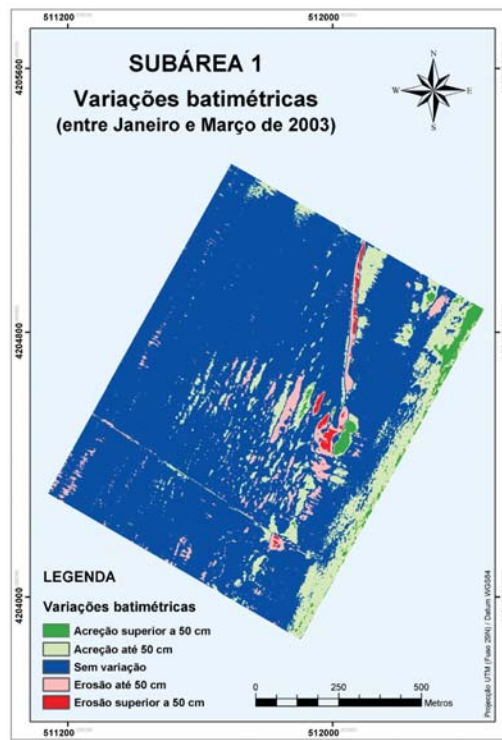 511200 512000
SUBÁREA 1
Variações batimétricas
(entre Janeiro e Março de 2003)
N
W E
S
4205600
4204800
4204000
LEGENDA
Variações batimétricas
Acreção superior a 50 cm
Acreção até 50 cm
Sem variação
Erosão até 50 cm
Erosão superior a 50 cm
0 250 500
Metros
Projecção UTM (Fuso 29N) / Datum WGS84
511200 512000